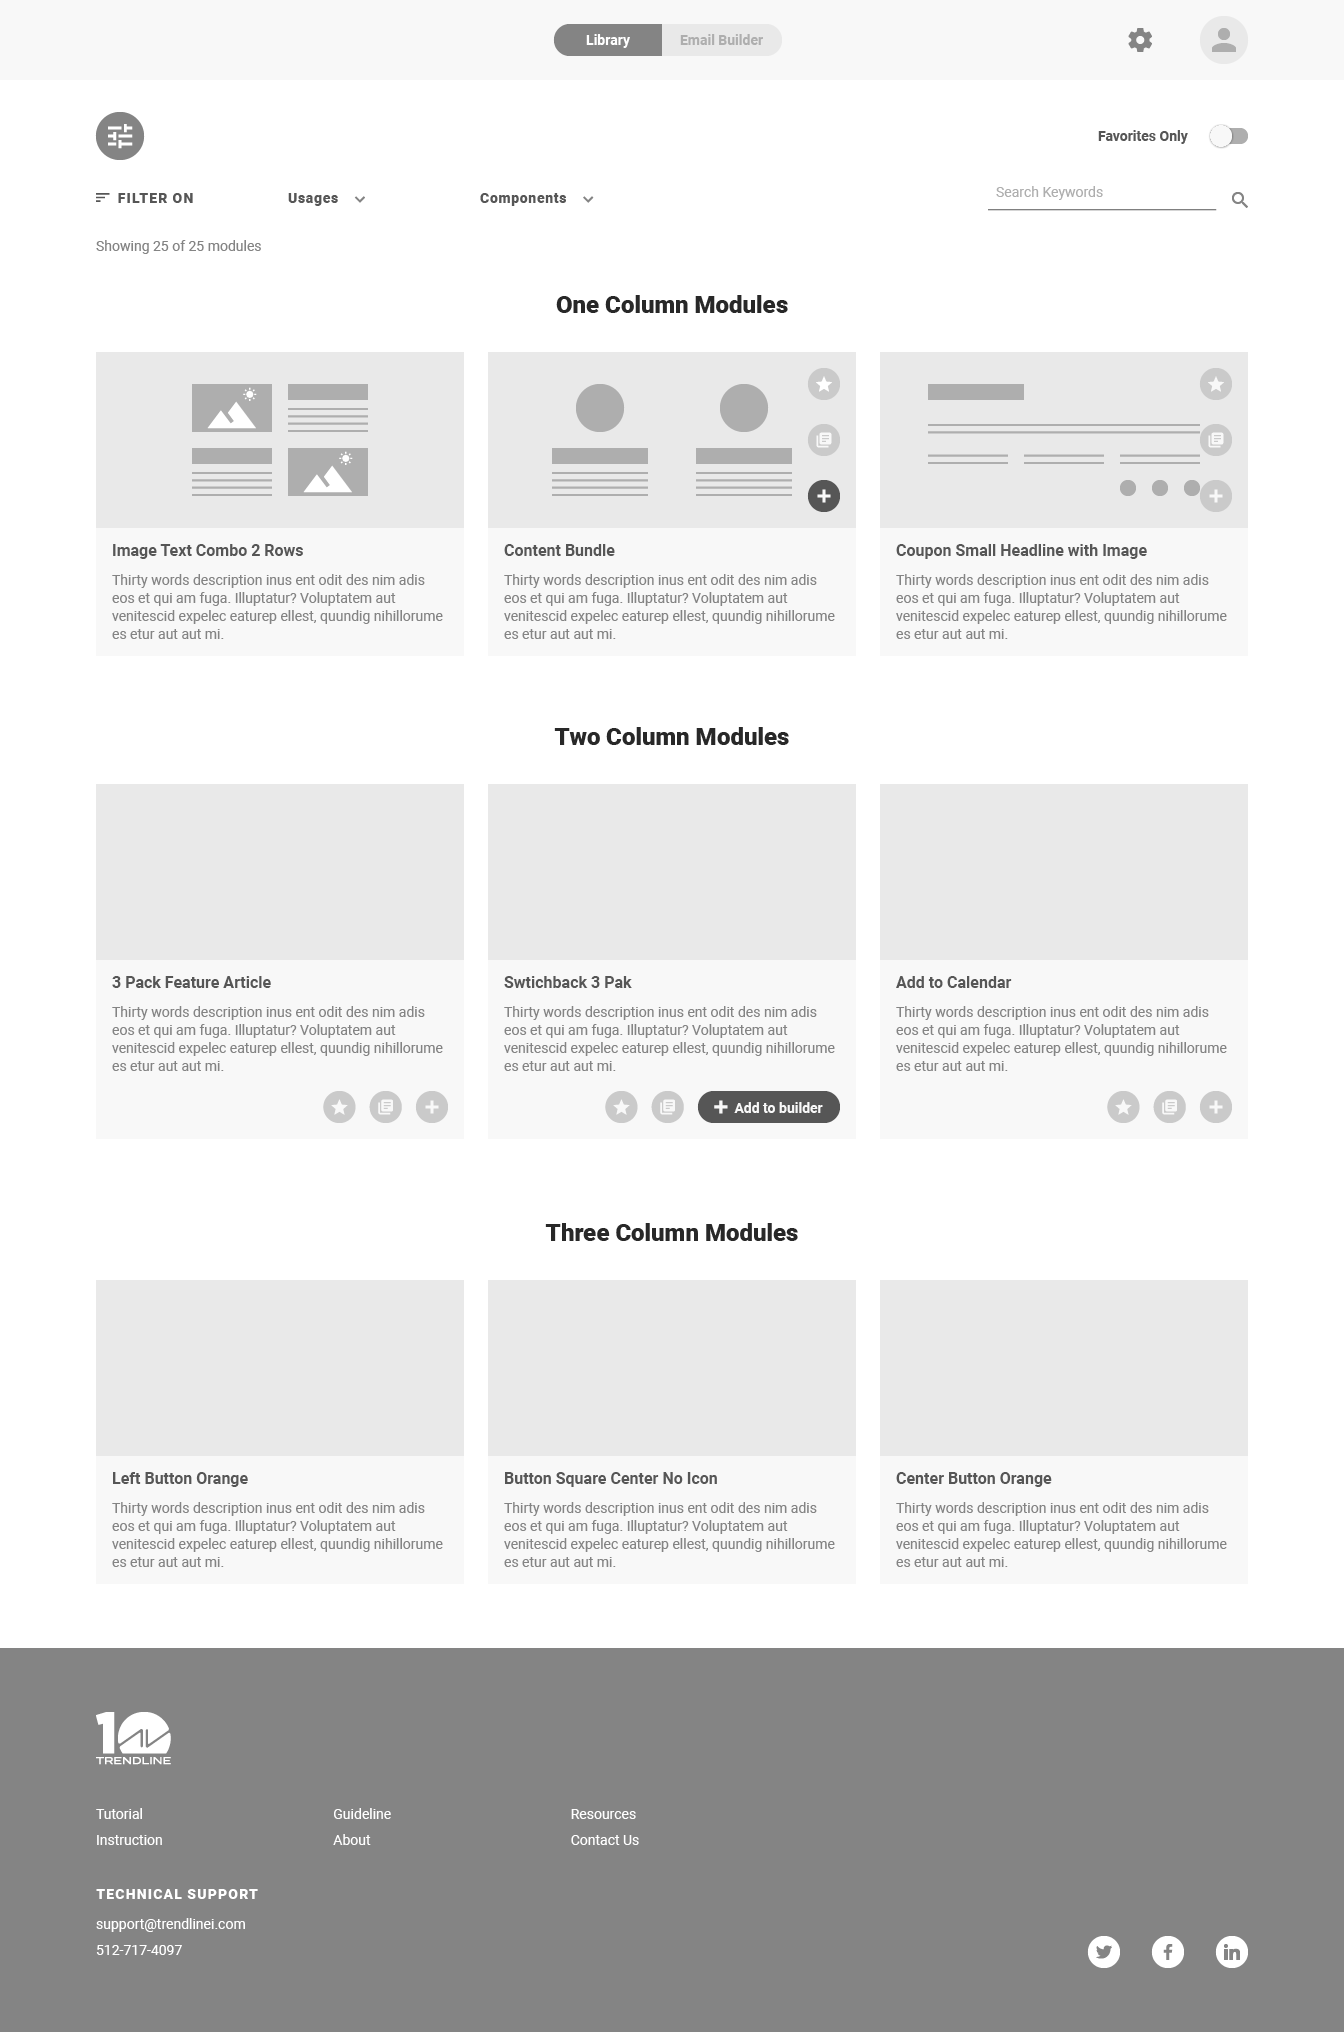 Library
Email Builder
Favorites Only
FILTER ON
Usages
Components
Search Keywords
Showing 25 of 25 modules
One Column Modules
Image Text Combo 2 Rows
Thirty words description inus ent odit des nim adis
eos et qui am fuga. Illuptatur? Voluptatem aut
venitescid expelec eaturep ellest, quundig nihillorume
es etur aut aut mi.
Content Bundle
Thirty words description inus ent odit des nim adis
eos et qui am fuga. Illuptatur? Voluptatem aut
venitescid expelec eaturep ellest, quundig nihillorume
es etur aut aut mi.
Coupon Small Headline with Image
Thirty words description inus ent odit des nim adis
eos et qui am fuga. Illuptatur? Voluptatem aut
venitescid expelec eaturep ellest, quundig nihillorume
es etur aut aut mi.
Two Column Modules
3 Pack Feature Article
Thirty words description inus ent odit des nim adis
eos et qui am fuga. Illuptatur? Voluptatem aut
venitescid expelec eaturep ellest, quundig nihillorume
es etur aut aut mi.
Swtichback 3 Pak
Thirty words description inus ent odit des nim adis
eos et qui am fuga. Illuptatur? Voluptatem aut
venitescid expelec eaturep ellest, quundig nihillorume
es etur aut aut mi.
Add to builder
Add to Calendar
Thirty words description inus ent odit des nim adis
eos et qui am fuga. Illuptatur? Voluptatem aut
venitescid expelec eaturep ellest, quundig nihillorume
es etur aut aut mi.
Three Column Modules
Left Button Orange
Thirty words description inus ent odit des nim adis
eos et qui am fuga. Illuptatur? Voluptatem aut
venitescid expelec eaturep ellest, quundig nihillorume
es etur aut aut mi.
Button Square Center No Icon
Thirty words description inus ent odit des nim adis
eos et qui am fuga. Illuptatur? Voluptatem aut
venitescid expelec eaturep ellest, quundig nihillorume
es etur aut aut mi.
Center Button Orange
Thirty words description inus ent odit des nim adis
eos et qui am fuga. Illuptatur? Voluptatem aut
venitescid expelec eaturep ellest, quundig nihillorume
es etur aut aut mi.
10
TRENDLINE
Tutorial
Instruction
Guideline
About
Resources
Contact Us
TECHNICAL SUPPORT
support@trendlinei.com
512-717-4097
f
in